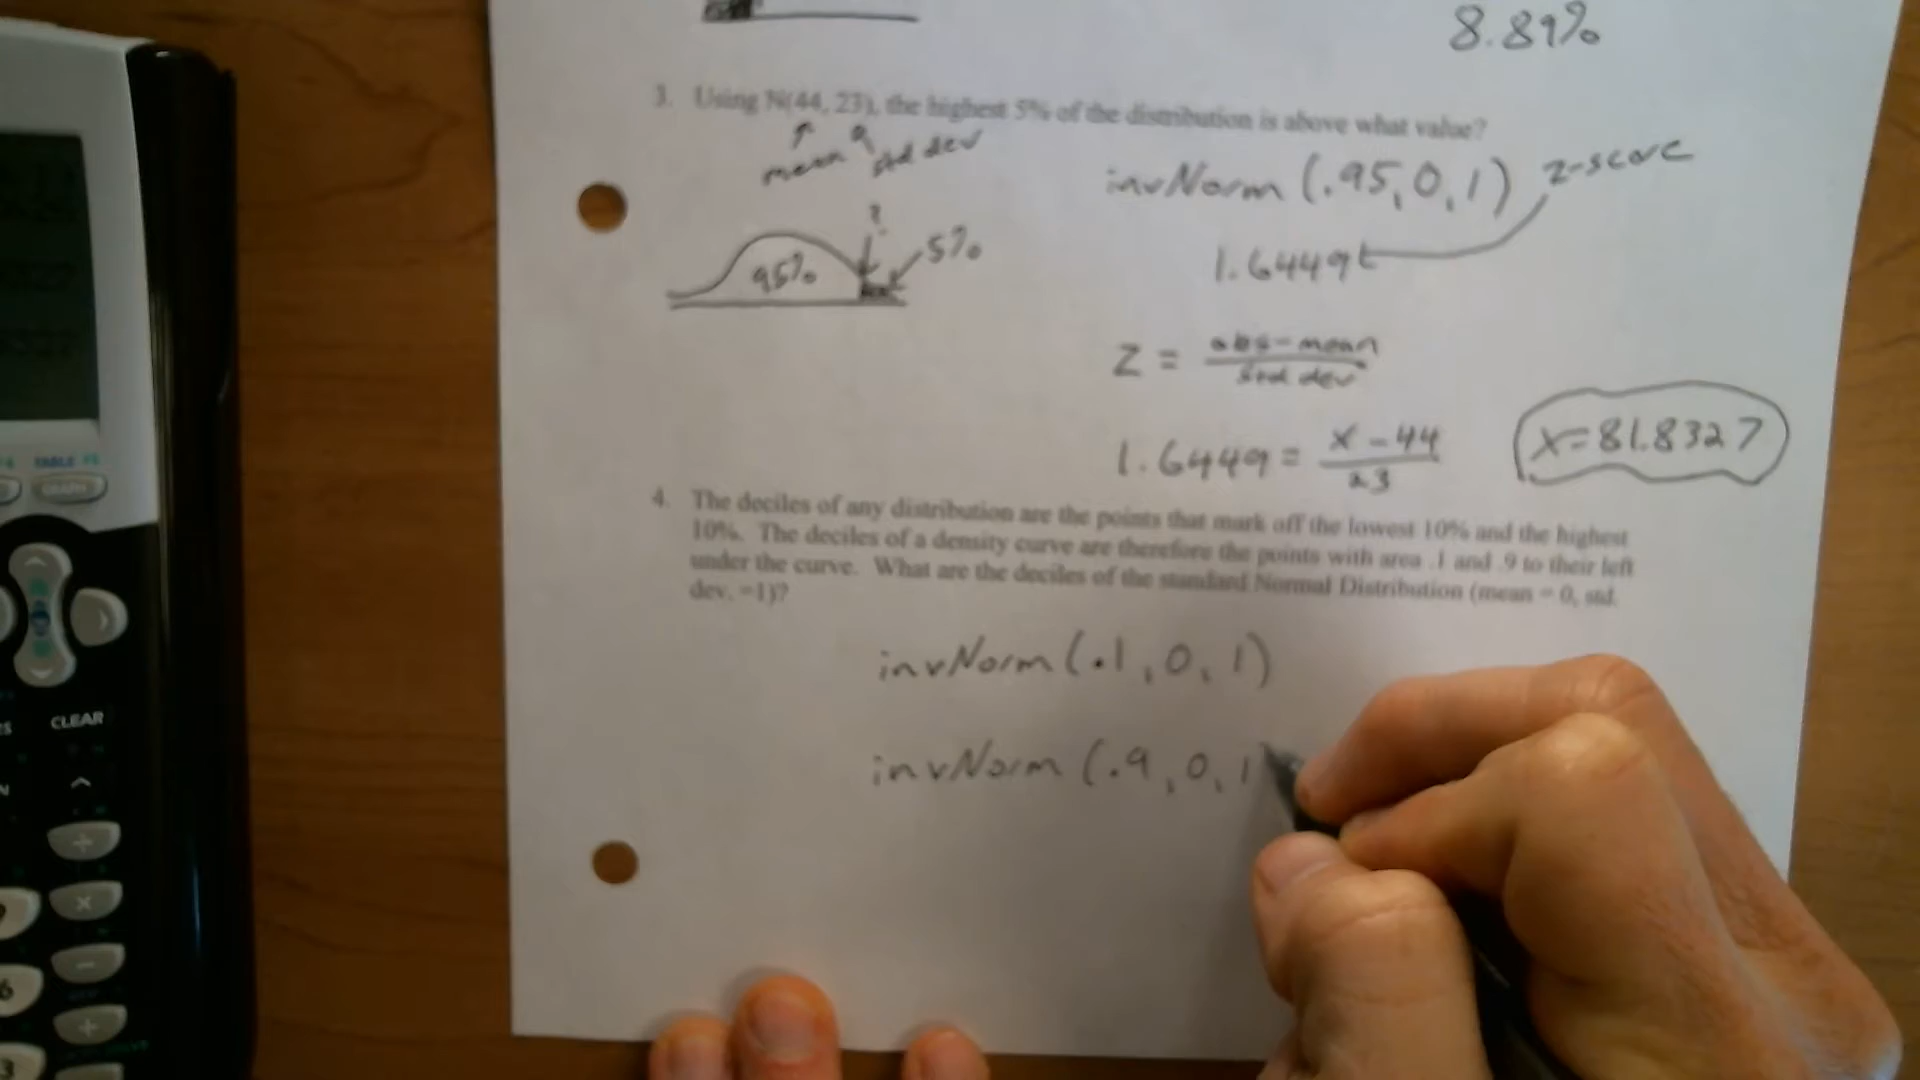 8.89%
3. Using N(44, 23), the highest 5% of the distribution is above what value?
mean std dev
invNorm (.95, 0, 1) z-score
?
5%
95%
1.6449
z = obs - mean
std dev
1.6449 = x - 44
23
x = 81.8327
4. The deciles of any distribution are the points that mark off the lowest 10% and the highest
10%. The deciles of a density curve are therefore the points with area .1 and .9 to their left
under the curve. What are the deciles of the standard Normal Distribution (mean = 0, std.
dev. =1)?
invNorm (.1, 0, 1)
invNorm (.9, 0, 1
TABLE
CLEAR